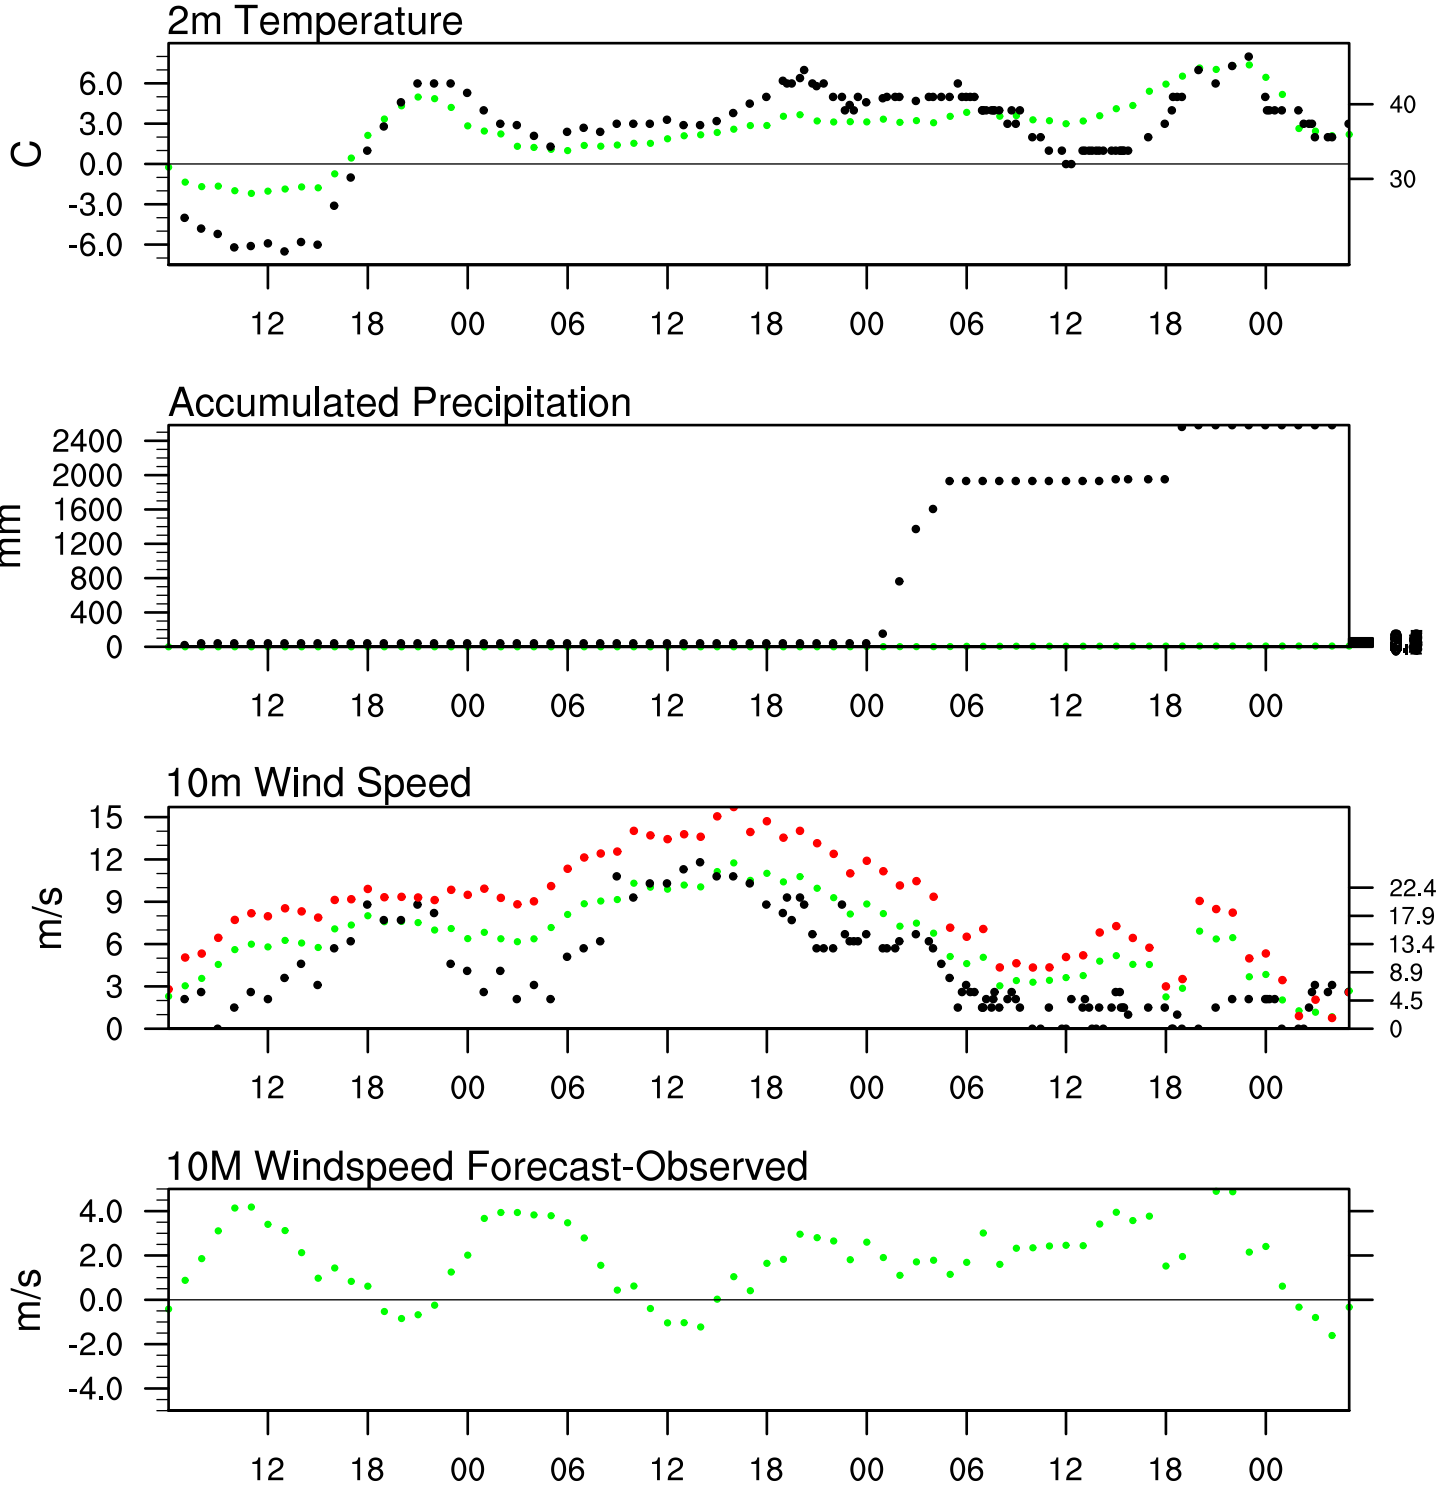 2m Temperature
6.0
3.0
0.0
-3.0
-6.0
C
40
30
12 18 00 06 12 18 00 06 12 18 00
Accumulated Precipitation
2400
2000
1600
1200
800
400
0
mm
12 18 00 06 12 18 00 06 12 18 00
10m Wind Speed
15
12
9
6
3
0
m/s
22.4
17.9
13.4
8.9
4.5
0
12 18 00 06 12 18 00 06 12 18 00
10M Windspeed Forecast-Observed
4.0
2.0
0.0
-2.0
-4.0
m/s
12 18 00 06 12 18 00 06 12 18 00